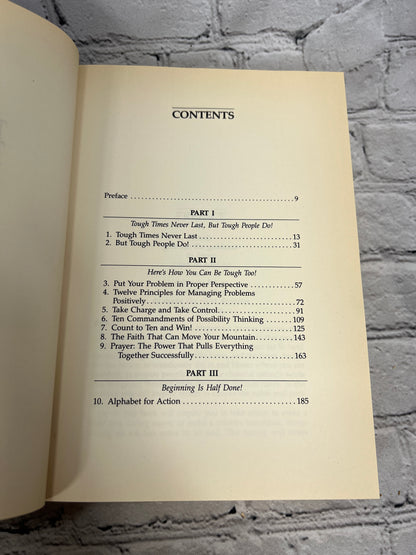 CONTENTS
Preface . . . . . . . . . . . . . . . . . . . . . . . . . . . . . . . . . . . . . . . . 9
PART I
Tough Times Never Last, But Tough People Do!
1. Tough Times Never Last . . . . . . . . . . . . . . . . . . . . . . . 13
2. But Tough People Do! . . . . . . . . . . . . . . . . . . . . . . . . . 31
PART II
Here's How You Can Be Tough Too!
3. Put Your Problem in Proper Perspective . . . . . . . . . . . 57
4. Twelve Principles for Managing Problems
Positively . . . . . . . . . . . . . . . . . . . . . . . . . . . . . . . . . . . 72
5. Take Charge and Take Control . . . . . . . . . . . . . . . . . . . 91
6. Ten Commandments of Possibility Thinking . . . . . . . 109
7. Count to Ten and Win! . . . . . . . . . . . . . . . . . . . . . . . . 125
8. The Faith That Can Move Your Mountain . . . . . . . . . 143
9. Prayer: The Power That Pulls Everything
Together Successfully . . . . . . . . . . . . . . . . . . . . . . . . 163
PART III
Beginning Is Half Done!
10. Alphabet for Action . . . . . . . . . . . . . . . . . . . . . . . . . . 185